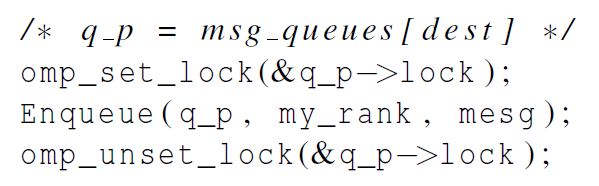 /* q_p = msg_queues[dest] */
omp_set_lock(&q_p->lock);
Enqueue(q_p, my_rank, mesg);
omp_unset_lock(&q_p->lock);